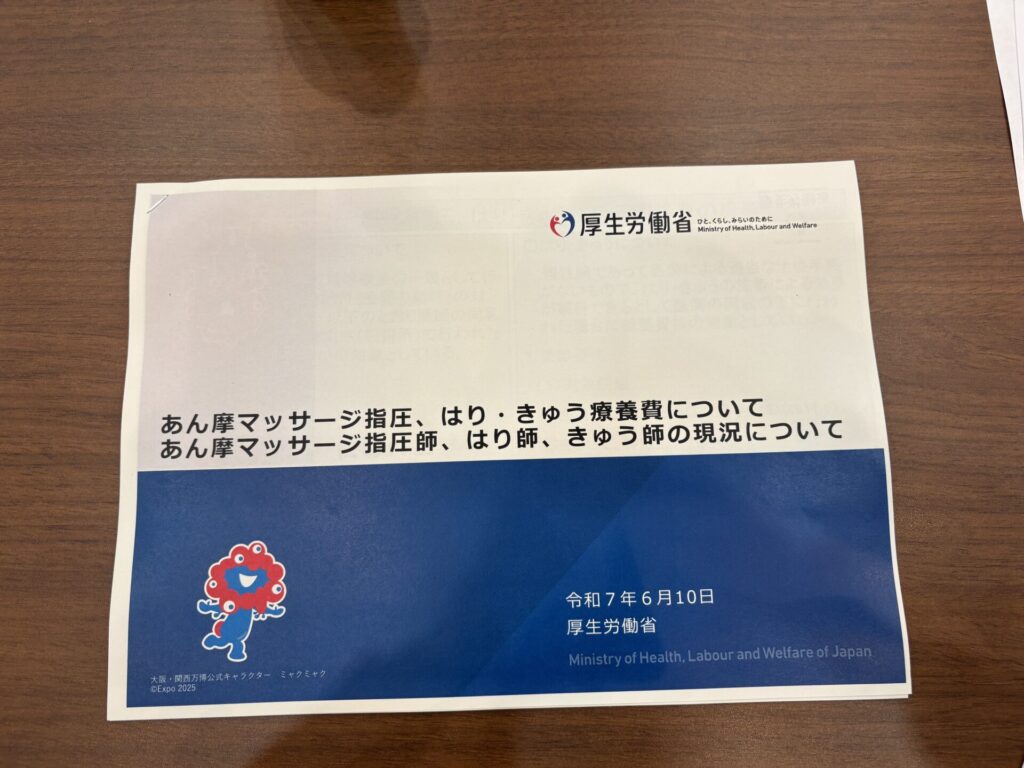 厚生労働省
ひと、くらし、みらいのために
Ministry of Health, Labour and Welfare
あん摩マッサージ指圧、はり・きゅう療養費について
あん摩マッサージ指圧師、はり師、きゅう師の現況について
令和７年６月10日
厚生労働省
Ministry of Health, Labour and Welfare of Japan
大阪・関西万博公式キャラクター　ミャクミャク
©Expo 2025